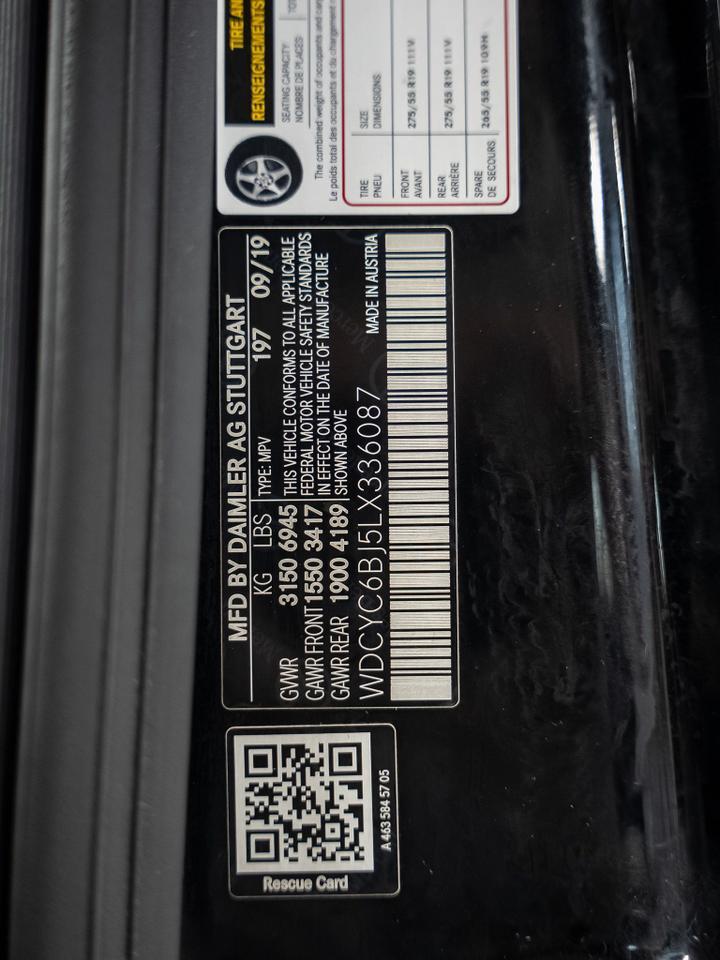 MFD BY DAIMLER AG STUTTGART
KG LBS TYPE: MPV 197 09/19
GVWR 3150 6945
GAWR FRONT 1550 3417
GAWR REAR 1900 4189
THIS VEHICLE CONFORMS TO ALL APPLICABLE
FEDERAL MOTOR VEHICLE SAFETY STANDARDS
IN EFFECT ON THE DATE OF MANUFACTURE
SHOWN ABOVE
WDCYC6BJ5LX336087 MADE IN AUSTRIA
Rescue Card
A 463 584 57 05
TIRE
RENSEIGNEMENTS
SEATING CAPACITY
NOMBRE DE PLACES
The combined weight of occupants and
Le poids total des occupants et du chargement
TIRE SIZE
PNEU DIMENSIONS
FRONT 275/55 R19 111V
AVANT
REAR 275/55 R19 111V
ARRIÈRE
SPARE 265/55 R19 109H
DE SECOURS